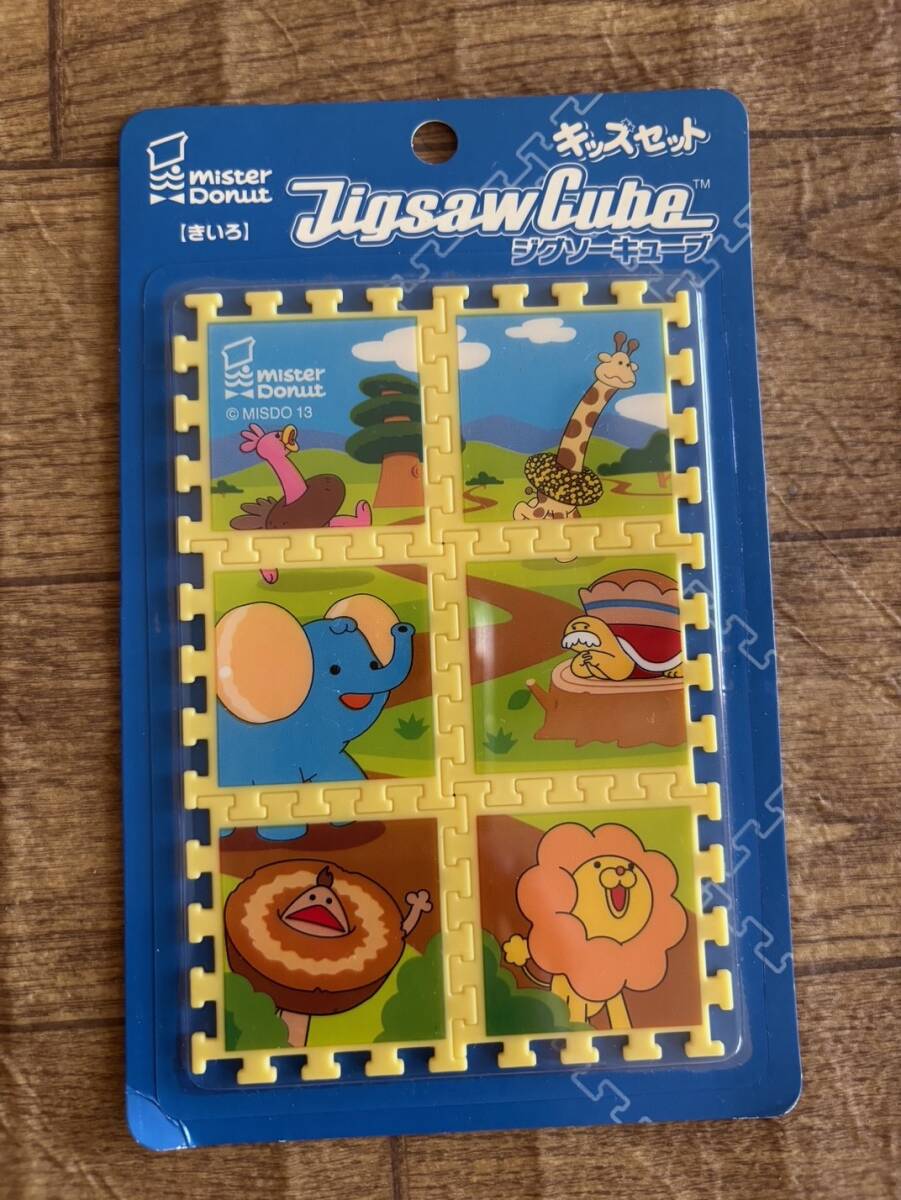 mister
Donut
【きいろ】
キッズセット
JigsawCube™
ジグソーキューブ
mister
Donut
© MISDO 13